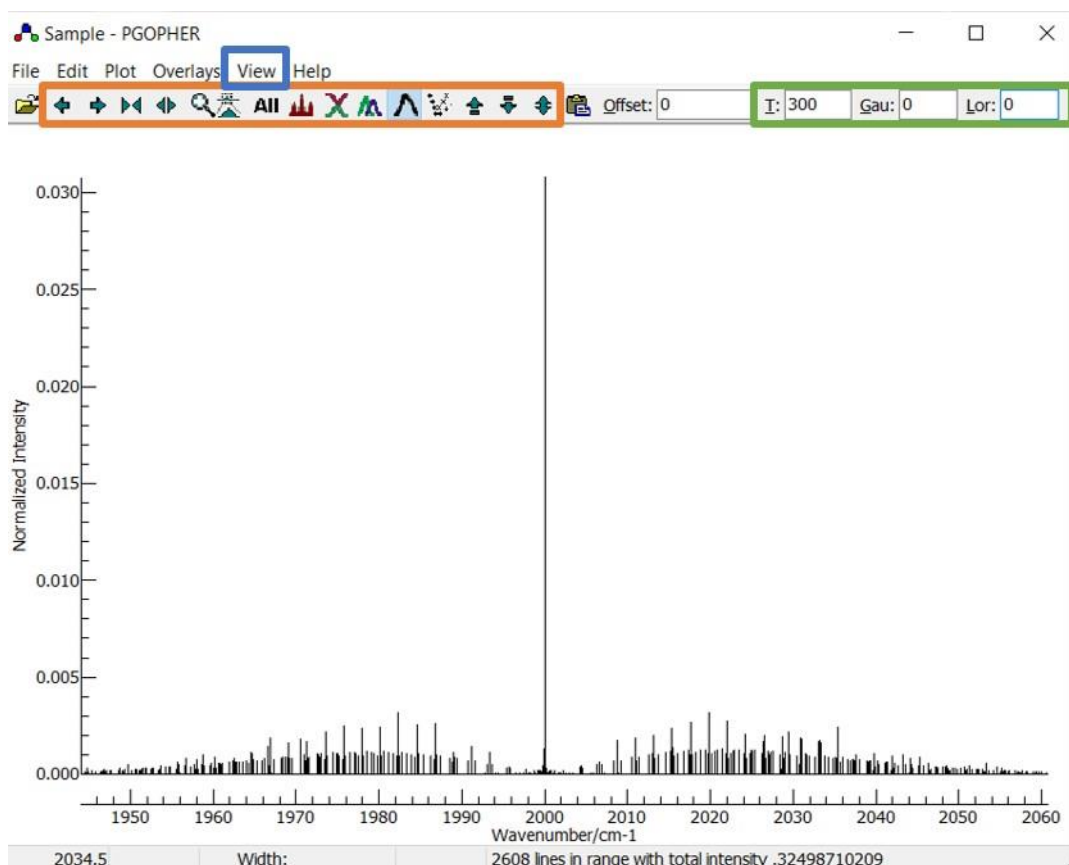 Sample - PGOPHER
File Edit Plot Overlays View Help
All Offset: 0 T: 300 Gau: 0 Lor: 0
0.030
0.025
0.020
0.015
0.010
0.005
0.000
Normalized Intensity
1950 1960 1970 1980 1990 2000 2010 2020 2030 2040 2050 2060
Wavenumber/cm-1
2034.5 Width: 2608 lines in range with total intensity .32498710209